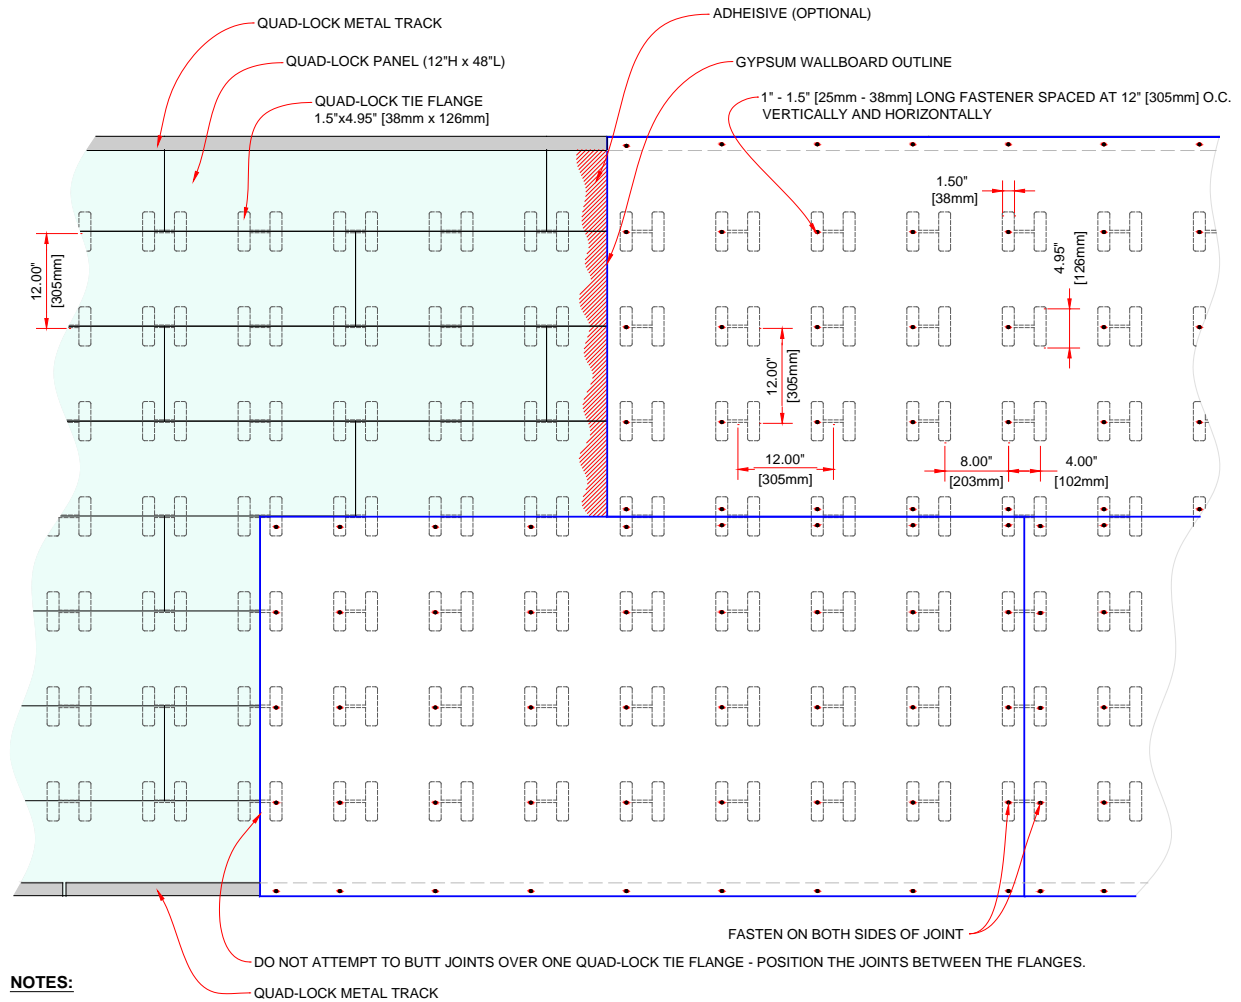 QUAD-LOCK METAL TRACK
ADHEISIVE (OPTIONAL)
QUAD-LOCK PANEL (12"H x 48"L)
GYPSUM WALLBOARD OUTLINE
QUAD-LOCK TIE FLANGE
1.5"x4.95" [38mm x 126mm]
1" - 1.5" [25mm - 38mm] LONG FASTENER SPACED AT 12" [305mm] O.C.
VERTICALLY AND HORIZONTALLY
1.50"
[38mm]
12.00"
[305mm]
4.95"
[126mm]
12.00"
[305mm]
12.00"
[305mm]
8.00"
[203mm]
4.00"
[102mm]
FASTEN ON BOTH SIDES OF JOINT
DO NOT ATTEMPT TO BUTT JOINTS OVER ONE QUAD-LOCK TIE FLANGE - POSITION THE JOINTS BETWEEN THE FLANGES.
NOTES:
QUAD-LOCK METAL TRACK